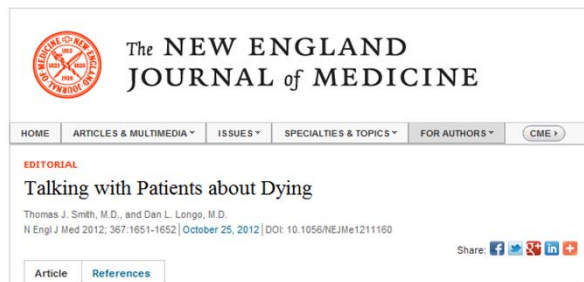 The NEW ENGLAND
JOURNAL of MEDICINE
HOME ARTICLES & MULTIMEDIA ISSUES SPECIALTIES & TOPICS FOR AUTHORS CME
EDITORIAL
Talking with Patients about Dying
Thomas J. Smith, M.D., and Dan L. Longo, M.D.
N Engl J Med 2012; 367:1651-1652 | October 25, 2012 | DOI: 10.1056/NEJMe1211160
Share:
Article References